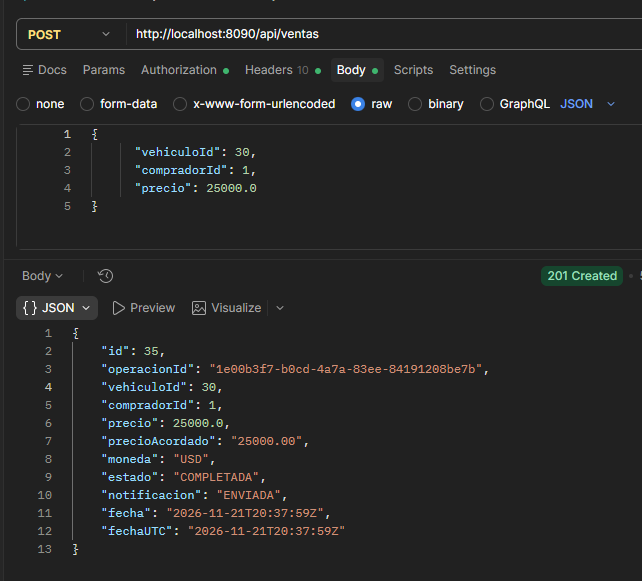 POST http://localhost:8090/api/ventas
Docs Params Authorization Headers 10 Body Scripts Settings
none form-data x-www-form-urlencoded raw binary GraphQL JSON
1 {
2 "vehiculoId": 30,
3 "compradorId": 1,
4 "precio": 25000.0
5 }
Body 201 Created
{} JSON Preview Visualize
1 {
2 "id": 35,
3 "operacionId": "1e00b3f7-b0cd-4a7a-83ee-84191208be7b",
4 "vehiculoId": 30,
5 "compradorId": 1,
6 "precio": 25000.0,
7 "precioAcordado": "25000.00",
8 "moneda": "USD",
9 "estado": "COMPLETADA",
10 "notificacion": "ENVIADA",
11 "fecha": "2026-11-21T20:37:59Z",
12 "fechaUTC": "2026-11-21T20:37:59Z"
13 }